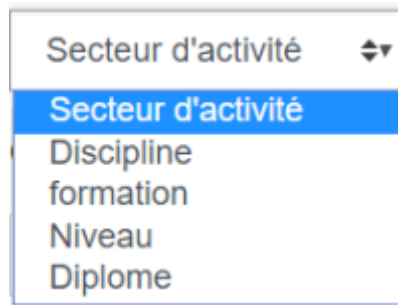 Secteur d'activité
Secteur d'activité
Discipline
formation
Niveau
Diplome